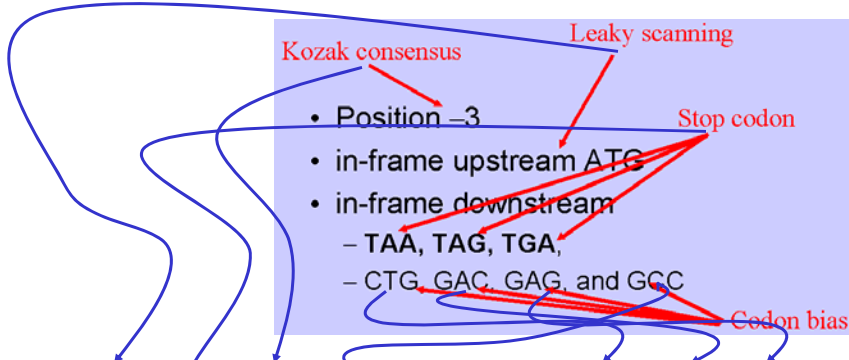 Leaky scanning
Kozak consensus
• Position –3
Stop codon
• in-frame upstream ATG
• in-frame downstream
– TAA, TAG, TGA,
– CTG, GAC, GAG, and GCC
Codon bias